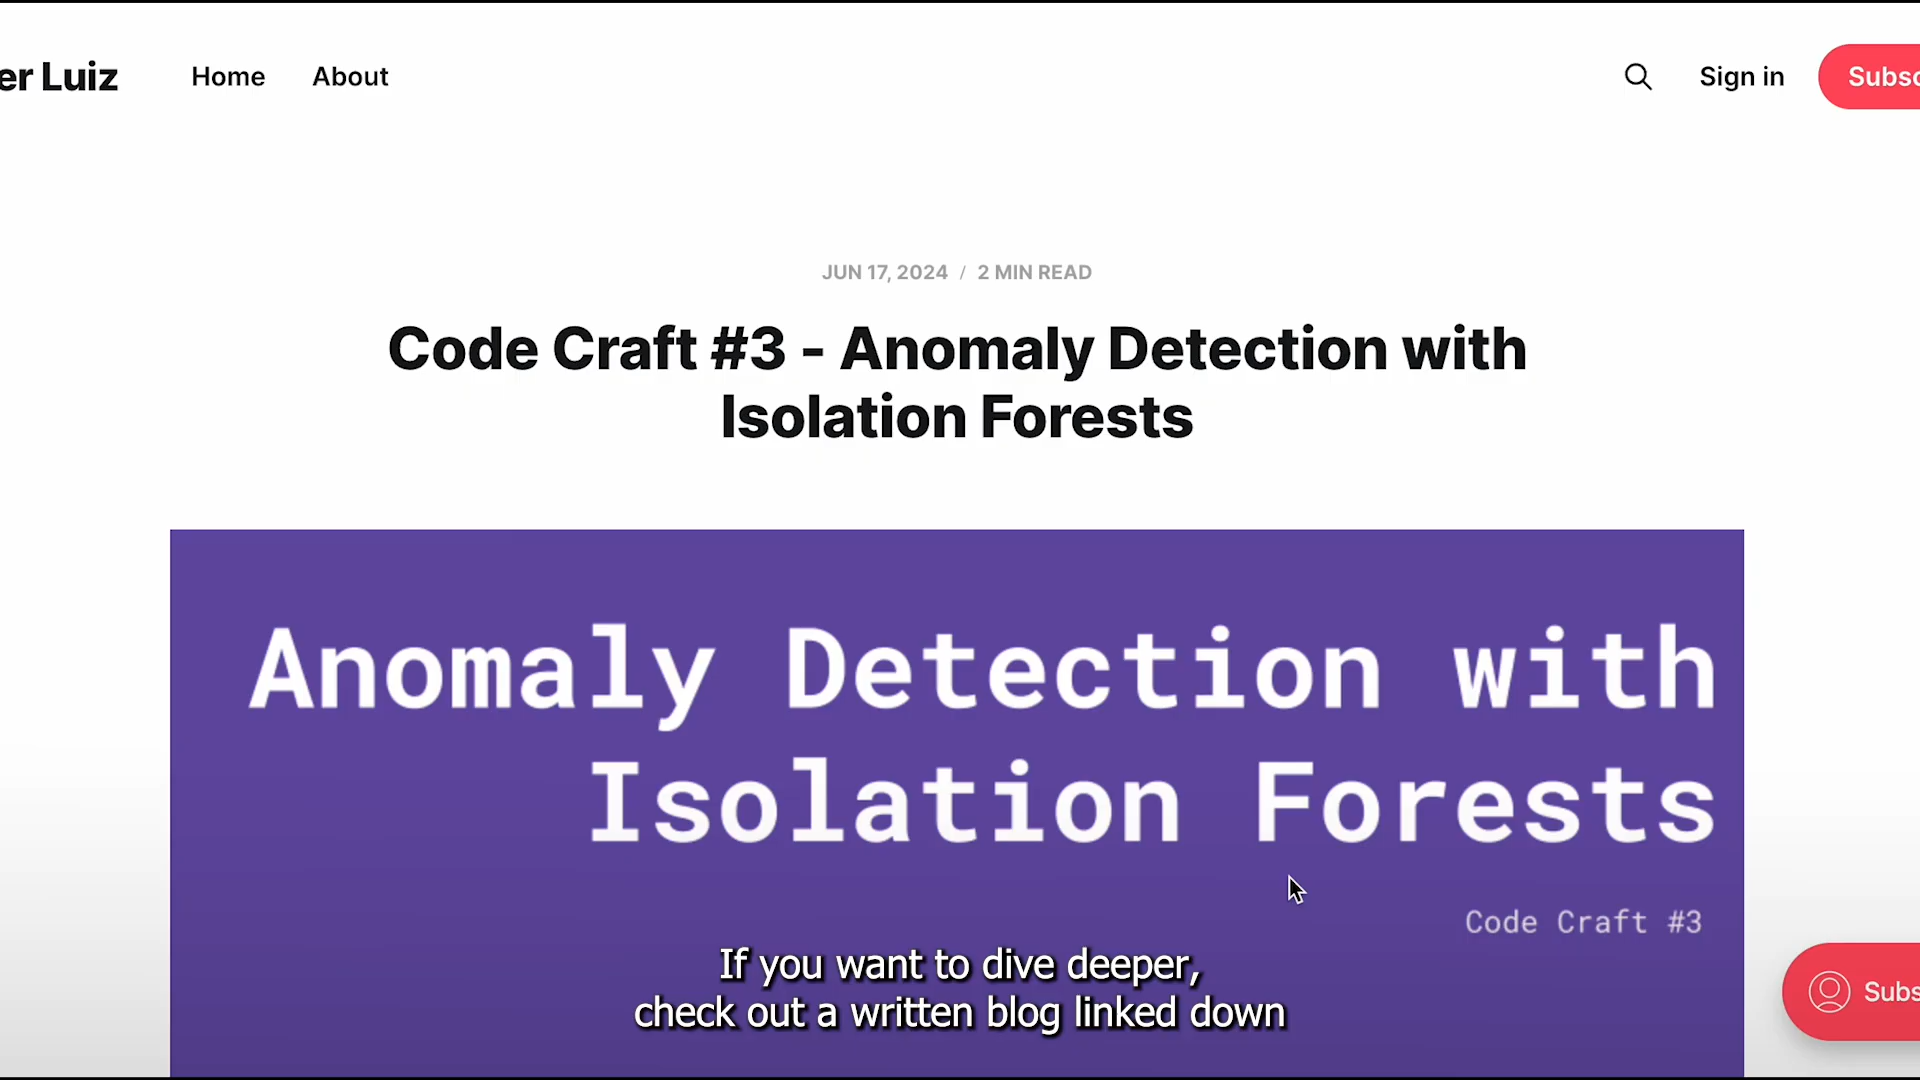 er Luiz Home About Sign in Subsc
JUN 17, 2024 / 2 MIN READ
Code Craft #3 - Anomaly Detection with
Isolation Forests
Anomaly Detection with
Isolation Forests
Code Craft #3
If you want to dive deeper,
check out a written blog linked down
Subs